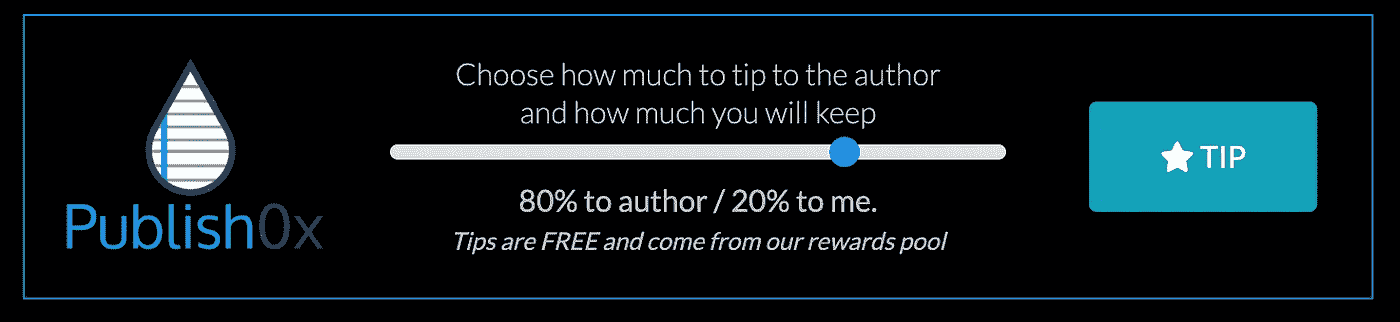 Publish0x
Choose how much to tip to the author
and how much you will keep
80% to author / 20% to me.
Tips are FREE and come from our rewards pool
TIP